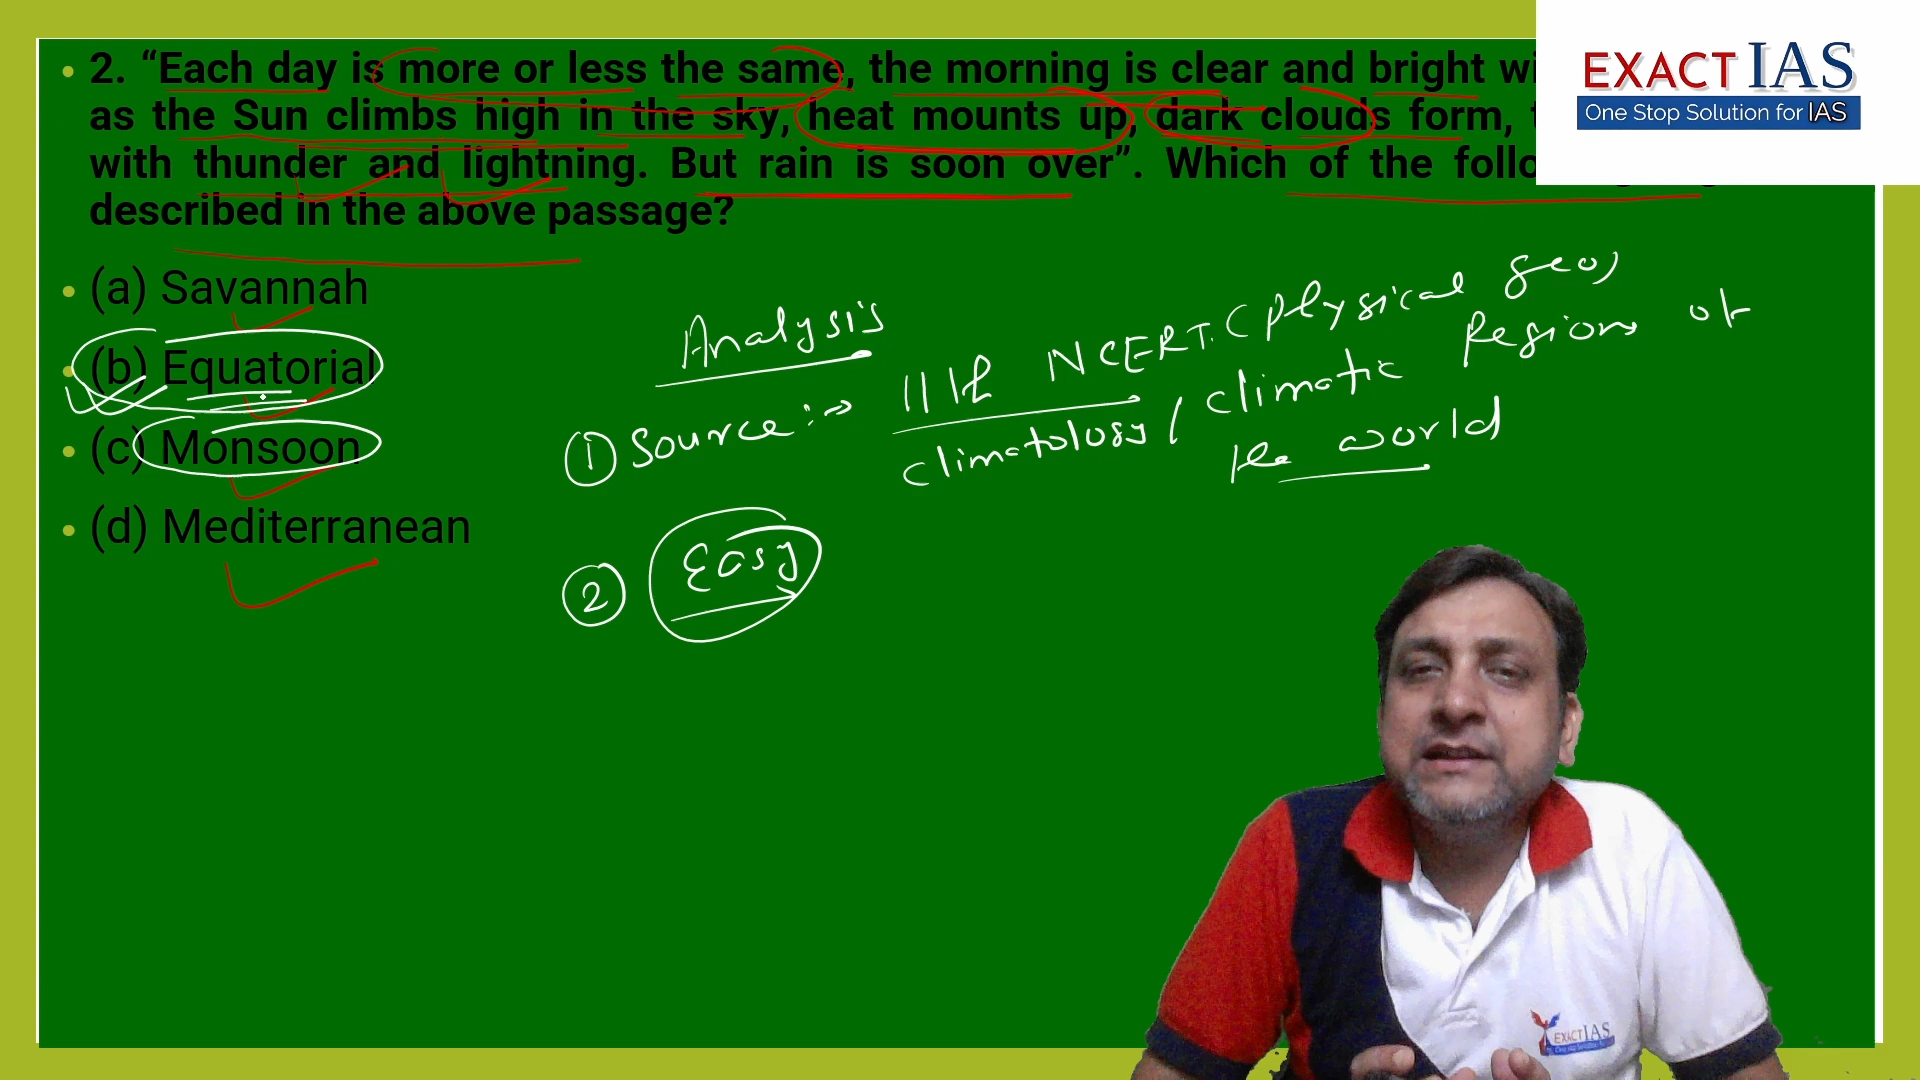 2. “Each day is more or less the same, the morning is clear and bright
as the Sun climbs high in the sky, heat mounts up, dark clouds form,
with thunder and lightning. But rain is soon over”. Which of the
described in the above passage?
(a) Savannah
(b) Equatorial
(c) Monsoon
(d) Mediterranean
EXACT IAS
One Stop Solution for IAS
Analysis
① Source:→ 11th NCERT (Physical geo)
climatology / climatic Regions of
the world
② Easy
EXACT IAS